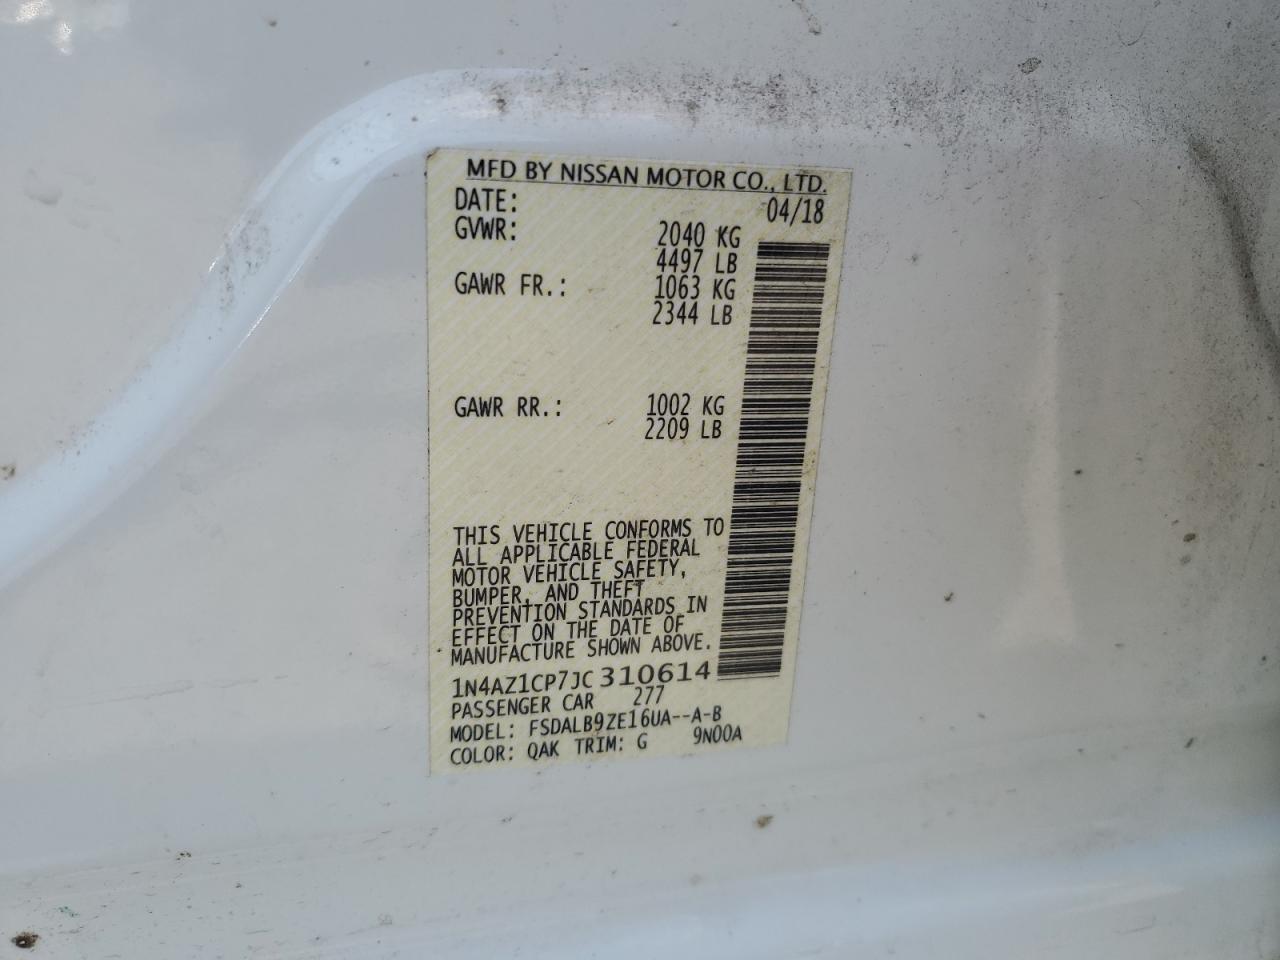 MFD BY NISSAN MOTOR CO., LTD.
DATE: 04/18
GVWR: 2040 KG
4497 LB
GAWR FR.: 1063 KG
2344 LB
GAWR RR.: 1002 KG
2209 LB
THIS VEHICLE CONFORMS TO
ALL APPLICABLE FEDERAL
MOTOR VEHICLE SAFETY,
BUMPER, AND THEFT
PREVENTION STANDARDS IN
EFFECT ON THE DATE OF
MANUFACTURE SHOWN ABOVE.
1N4AZ1CP7JC310614
PASSENGER CAR 277
MODEL: FSDALB9ZE16UA--A-B
COLOR: QAK TRIM: G 9N00A